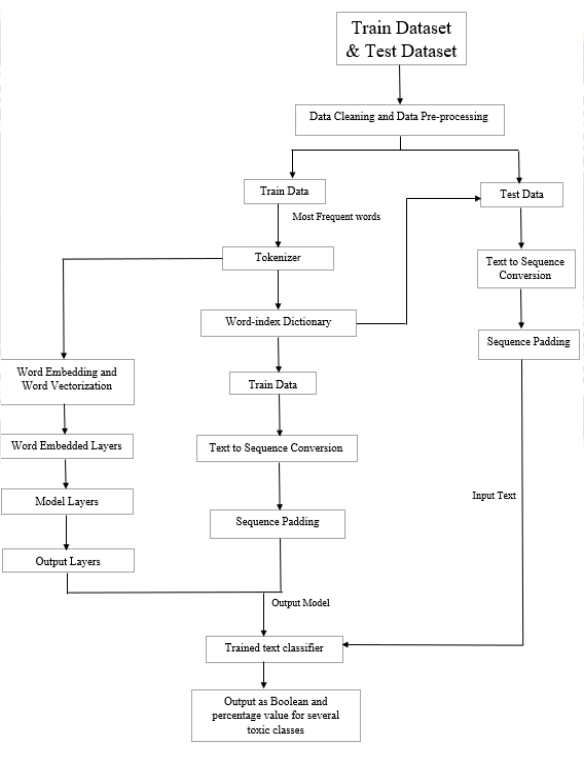 Train Dataset
& Test Dataset
Data Cleaning and Data Pre-processing
Train Data
Test Data
Most Frequent words
Tokenizer
Text to Sequence
Conversion
Word-index Dictionary
Sequence Padding
Word Embedding and
Word Vectorization
Train Data
Word Embedded Layers
Text to Sequence Conversion
Model Layers
Input Text
Sequence Padding
Output Layers
Output Model
Trained text classifier
Output as Boolean and
percentage value for several
toxic classes